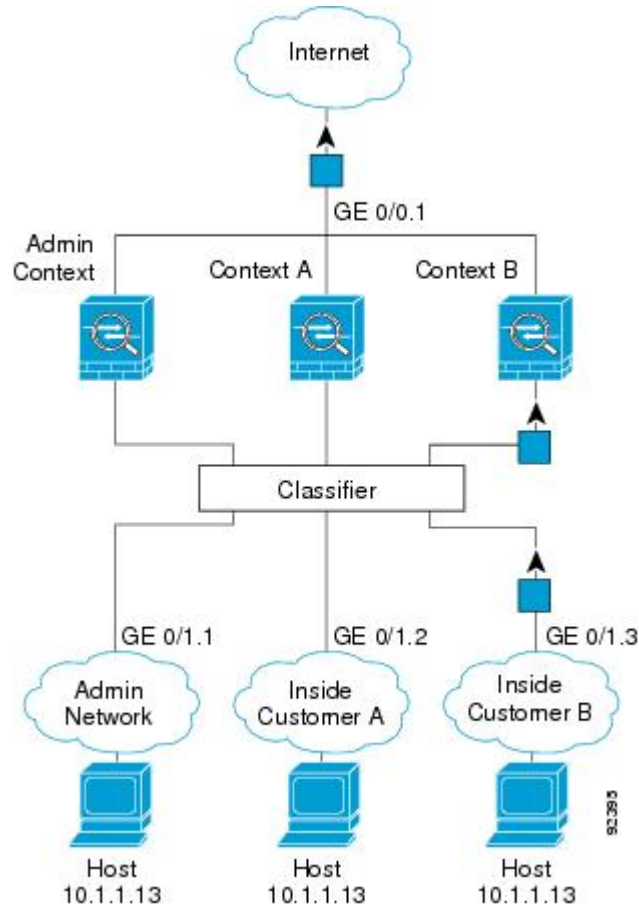 Internet
GE 0/0.1
Admin
Context
Context A
Context B
Classifier
GE 0/1.1
GE 0/1.2
GE 0/1.3
Admin
Network
Inside
Customer A
Inside
Customer B
92395
Host
10.1.1.13
Host
10.1.1.13
Host
10.1.1.13